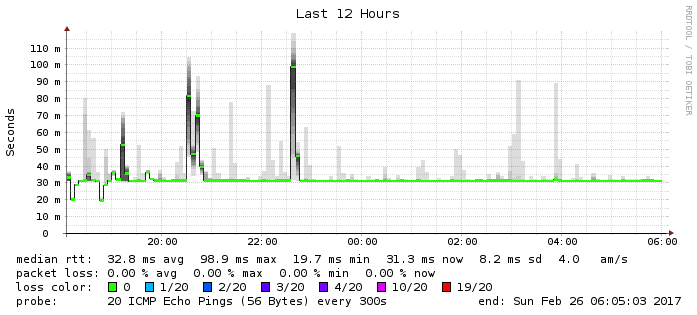 Last 12 Hours
RRDTOOL / TOBI OETIKER
Seconds
110 m
100 m
90 m
80 m
70 m
60 m
50 m
40 m
30 m
20 m
10 m
0
20:00 22:00 00:00 02:00 04:00 06:00
median rtt: 32.8 ms avg 98.9 ms max 19.7 ms min 31.3 ms now 8.2 ms sd 4.0 am/s
packet loss: 0.00 % avg 0.00 % max 0.00 % min 0.00 % now
loss color: 0 1/20 2/20 3/20 4/20 10/20 19/20
probe: 20 ICMP Echo Pings (56 Bytes) every 300s end: Sun Feb 26 06:05:03 2017